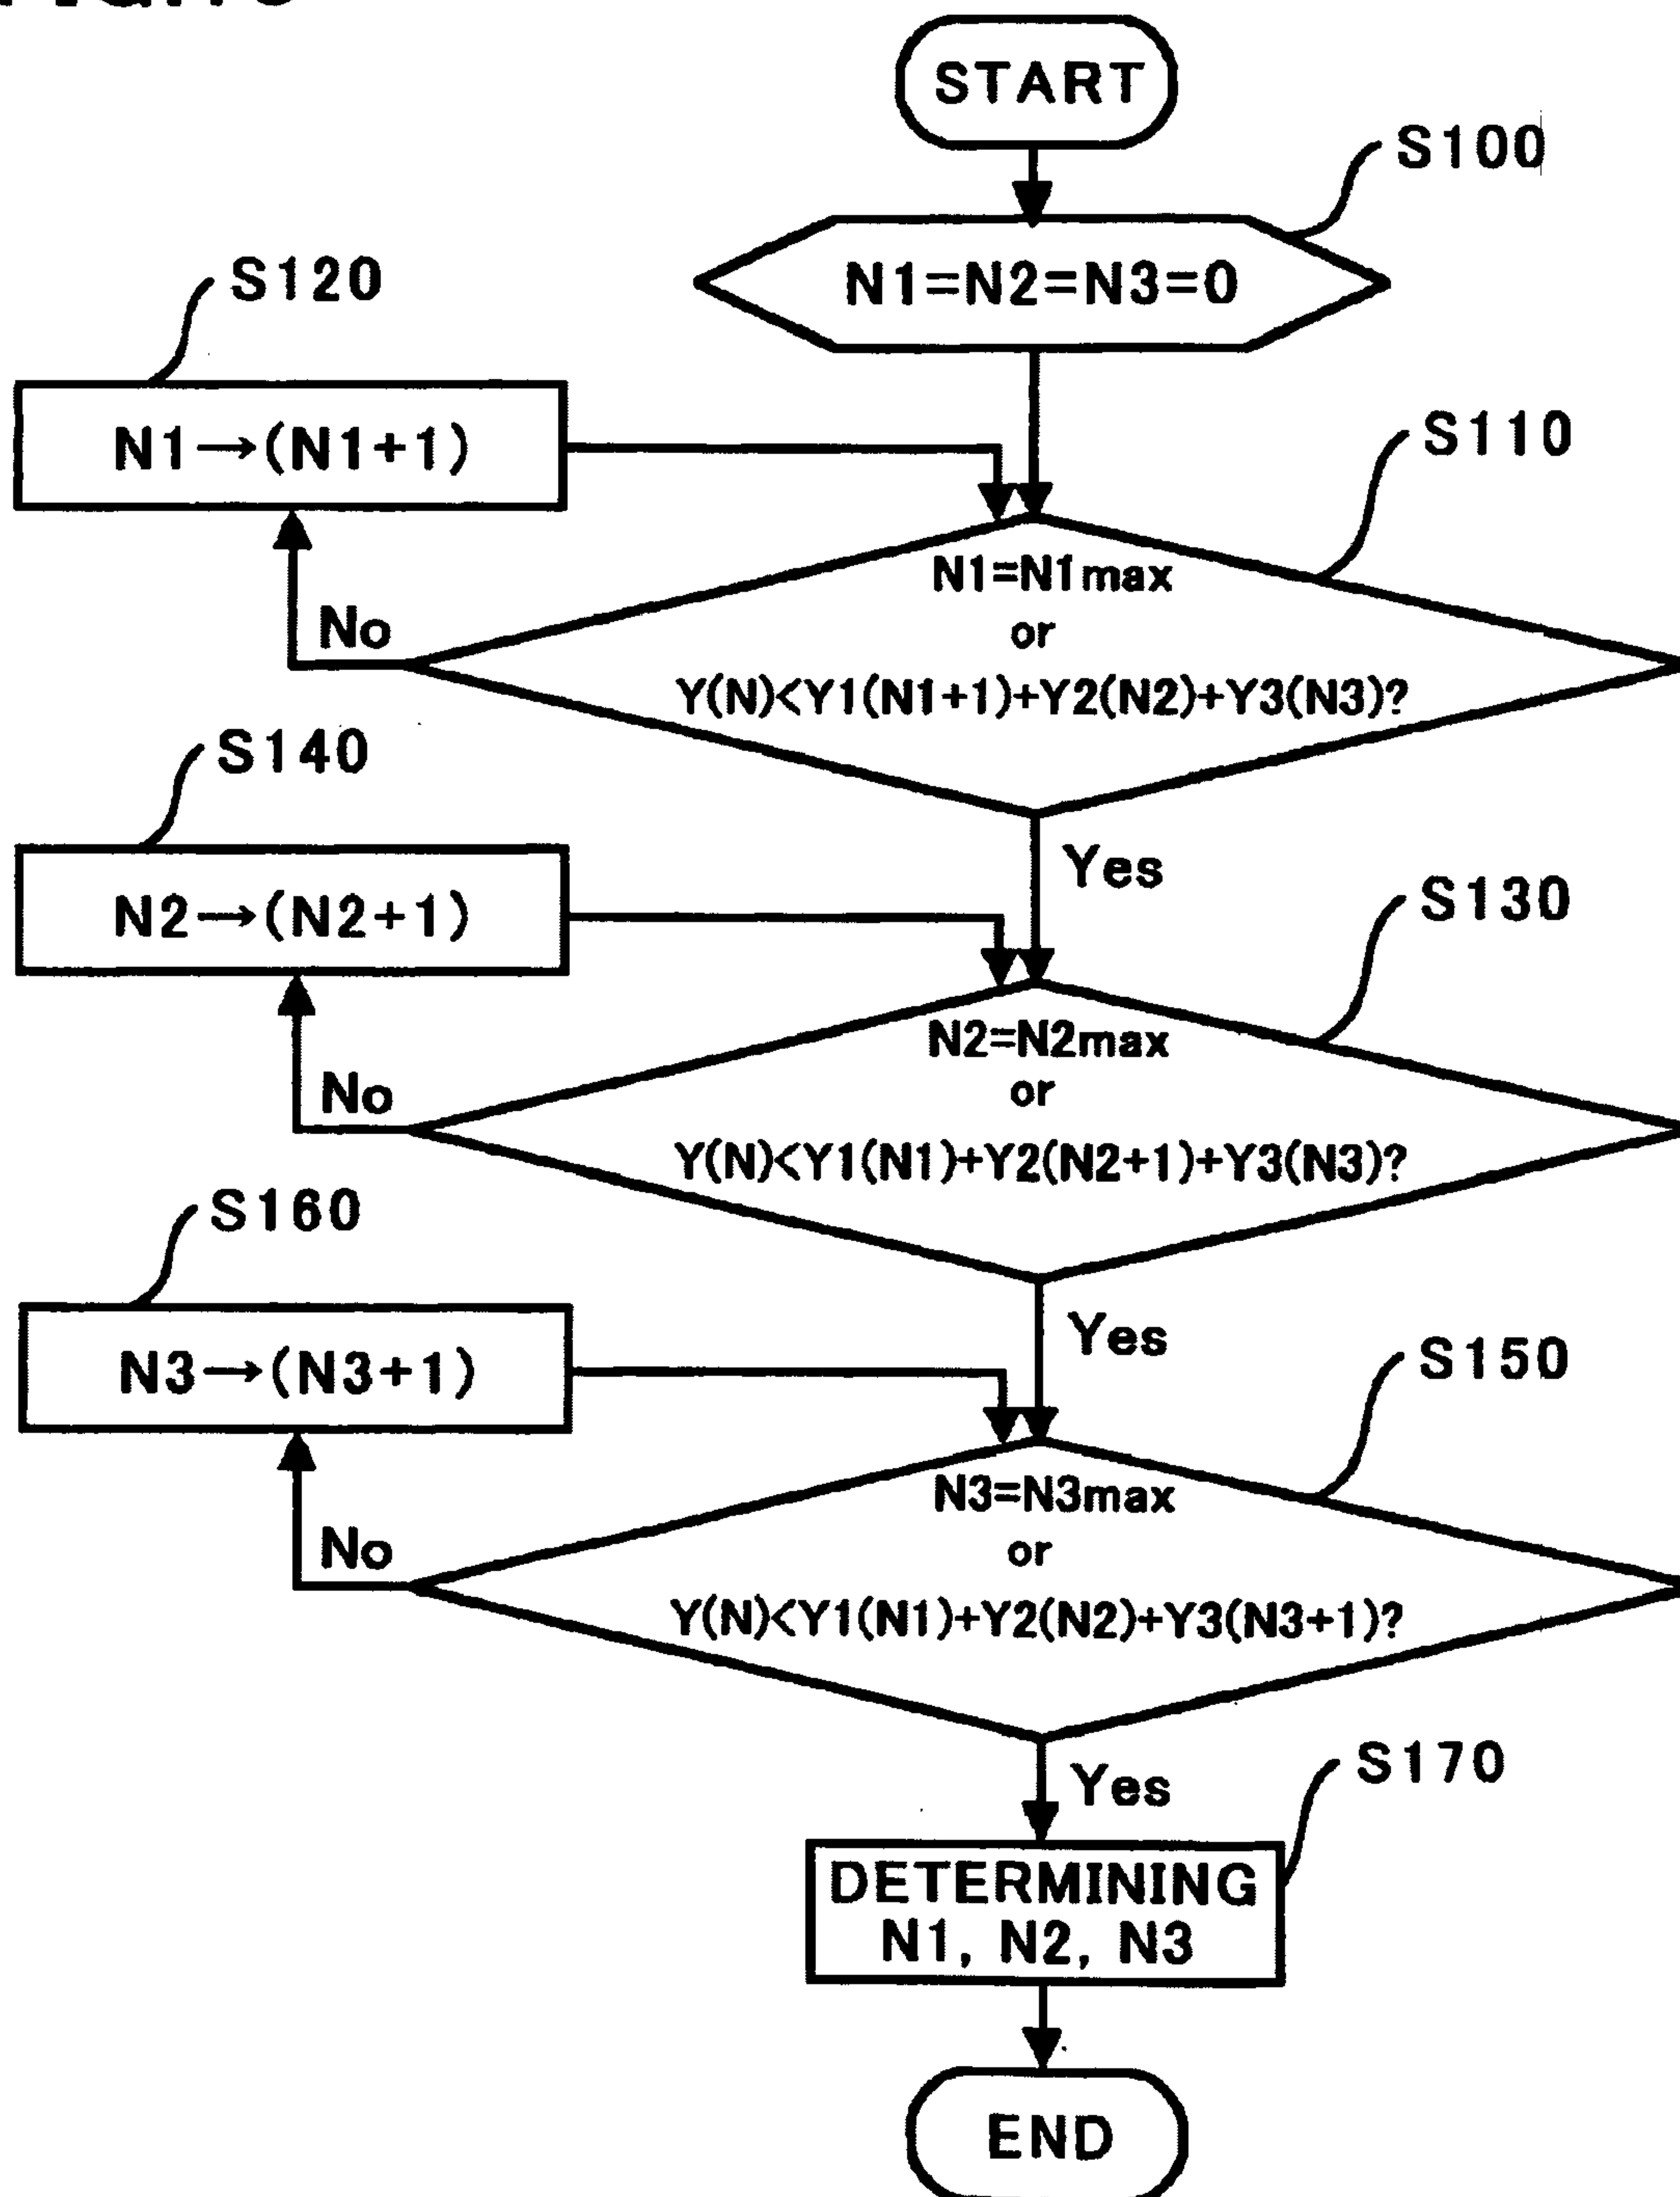 START
S100
N1=N2=N3=0
S120
N1→(N1+1)
S110
N1=N1max
or
Y(N)<Y1(N1+1)+Y2(N2)+Y3(N3)?
No
Yes
S140
N2→(N2+1)
S130
N2=N2max
or
Y(N)<Y1(N1)+Y2(N2+1)+Y3(N3)?
No
Yes
S160
N3→(N3+1)
S150
N3=N3max
or
Y(N)<Y1(N1)+Y2(N2)+Y3(N3+1)?
No
Yes
S170
DETERMINING
N1, N2, N3
END